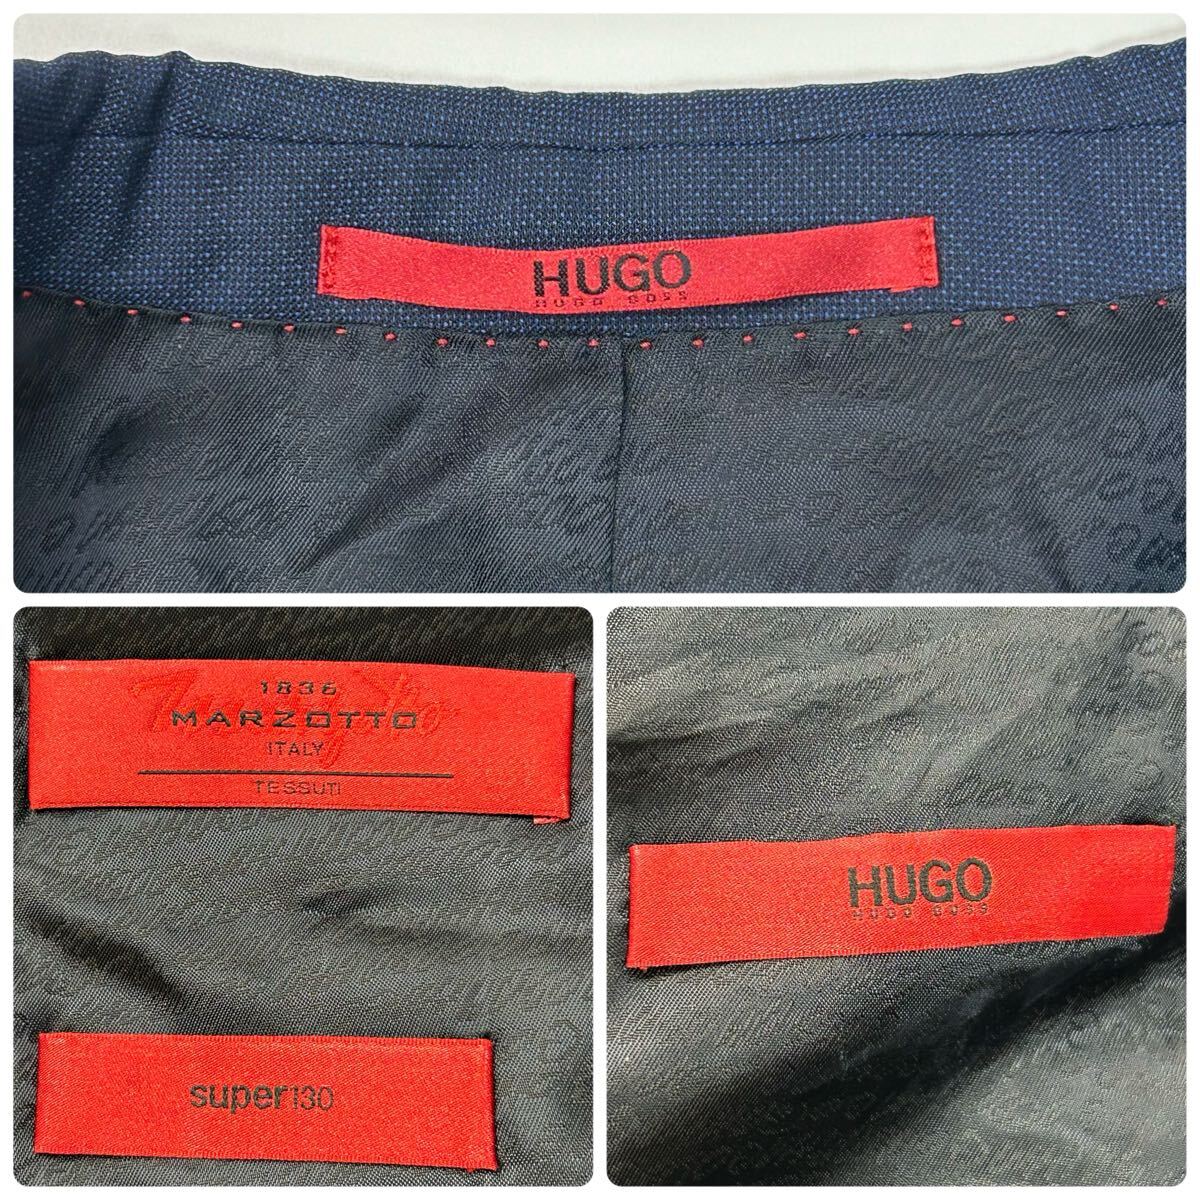 HUGO
HUGO BOSS
1836
MARZOTTO
ITALY
TESSUTI
super130
HUGO
HUGO BOSS